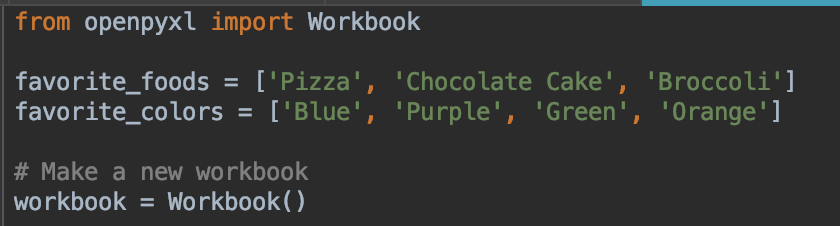 from openpyxl import Workbook
favorite_foods = ['Pizza', 'Chocolate Cake', 'Broccoli']
favorite_colors = ['Blue', 'Purple', 'Green', 'Orange']
# Make a new workbook
workbook = Workbook()